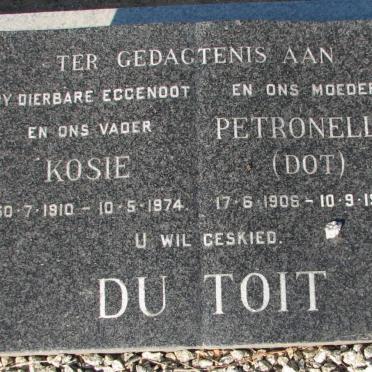 TER GEDAGTENIS AAN
DIERBARE EGGENOOT EN ONS MOEDER
EN ONS VADER PETRONELL
KOSIE (DOT)
0-7-1910 - 10-5-1974. 17-6-1906 - 10-9-19
U WIL GESKIED.
DU TOIT